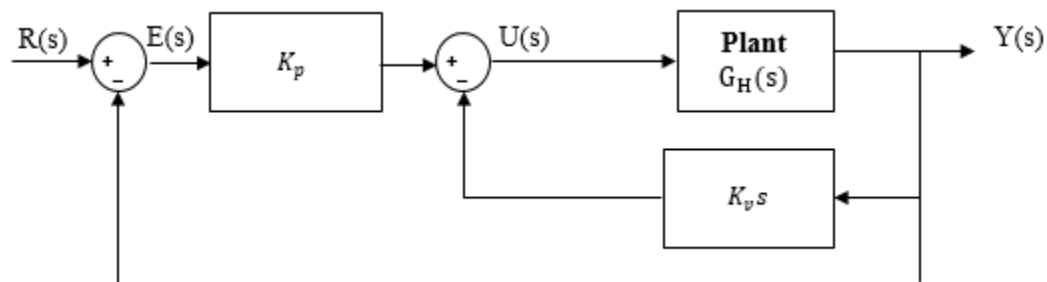 R(s)
+
−
E(s)
K_p
+
−
U(s)
Plant
G_H(s)
Y(s)
K_v s